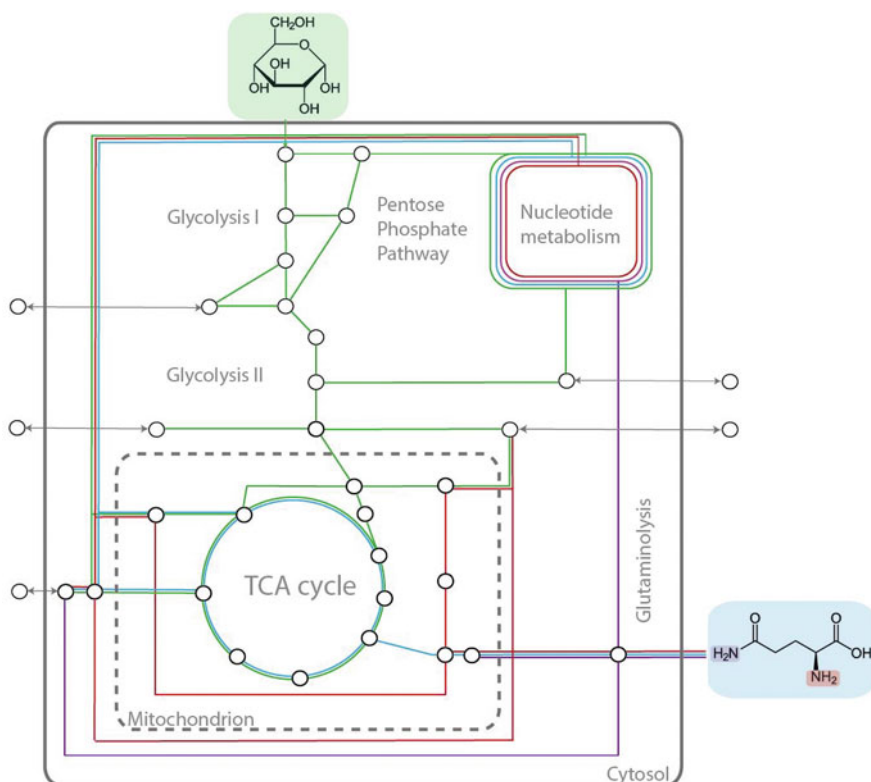 CH₂OH
O
OH
OH
OH
OH
Glycolysis I
Pentose
Phosphate
Pathway
Nucleotide
metabolism
Glycolysis II
Glutaminolysis
TCA cycle
O
O
H₂N
OH
NH₂
Mitochondrion
Cytosol